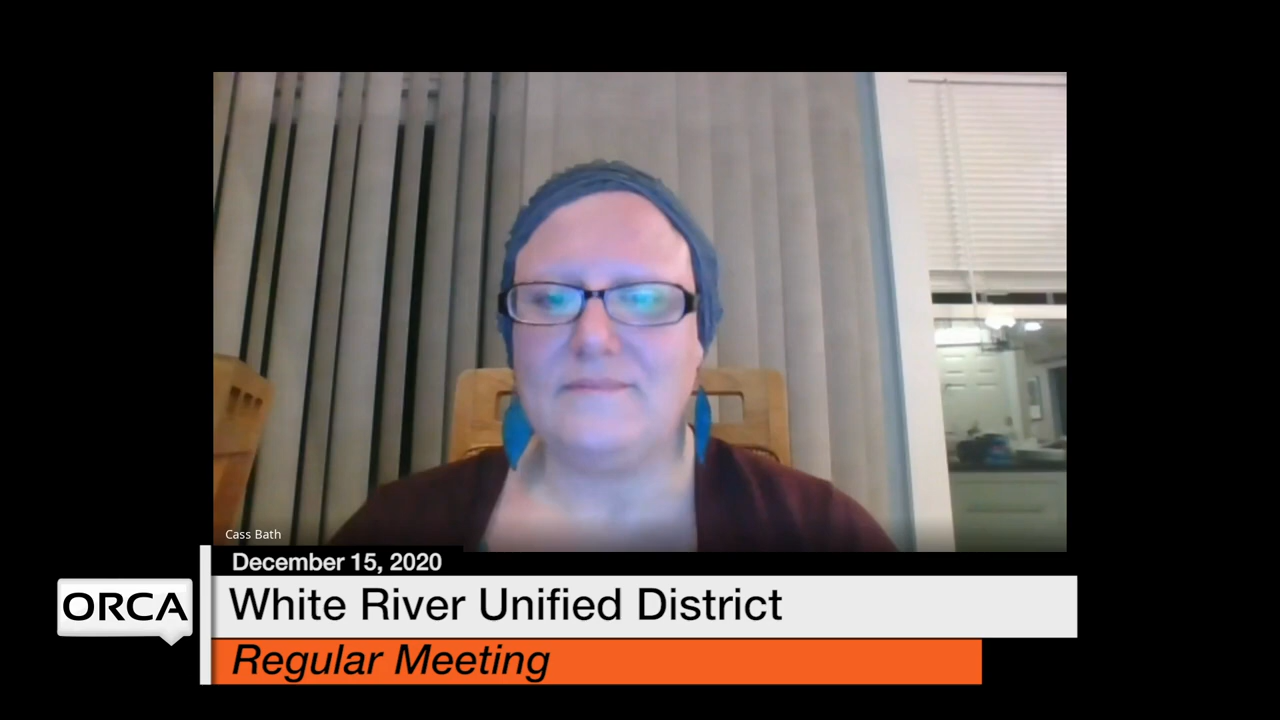 Cass Bath
December 15, 2020
White River Unified District
ORCA
Regular Meeting